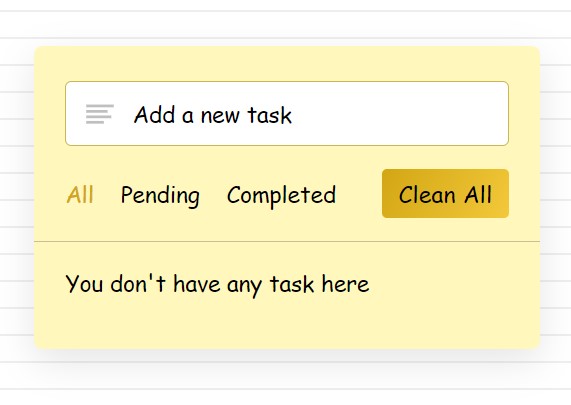 Add a new task
All Pending Completed Clean All
You don't have any task here